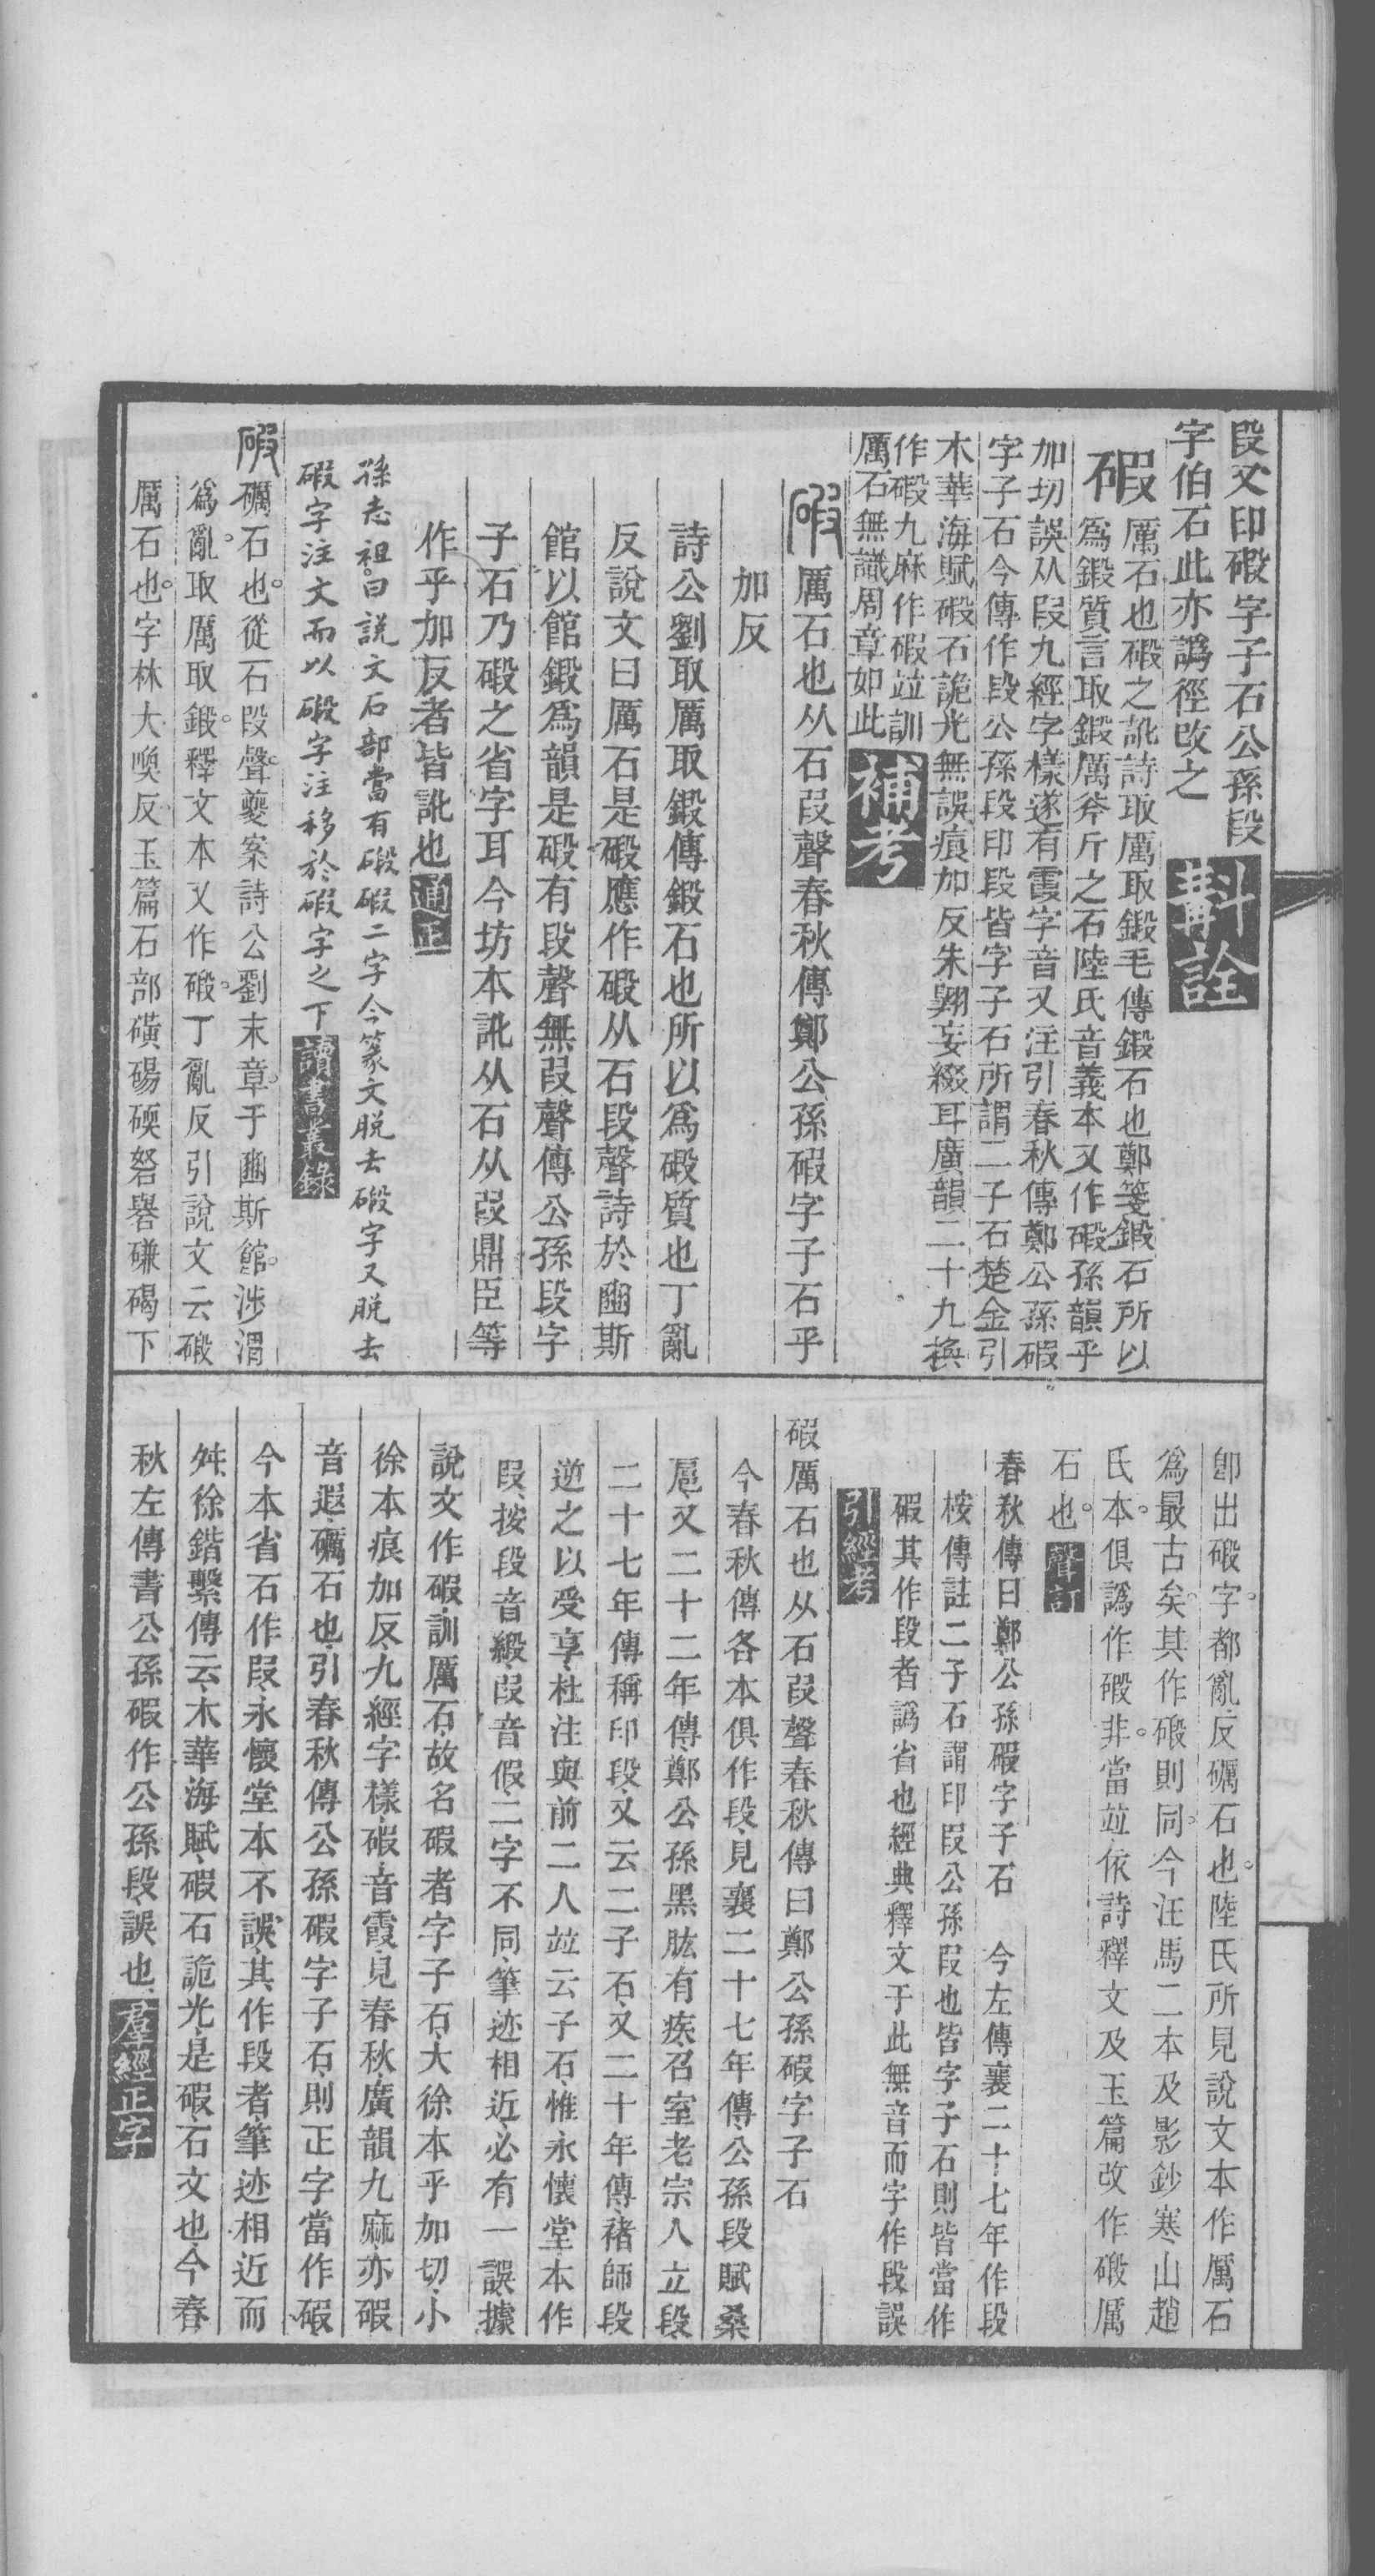 段又印碫字子石公孫段
字伯石此亦譌徑改之
斠詮
碬
厲石也碫之訛詩取厲取鍛毛傳鍛石也鄭箋鍛石所以
爲鍛質言取鍛厲斧斤之石陸氏音義本又作碫孫韻乎
加切誤从叚九經字樣遂有霞字音又汪引春秋傳鄭公孫碬
字子石今傳作段公孫段印段皆字子石所謂二子石楚金引
木華海賦碬石詭光無誤痕加反朱翺妄綴耳廣韻二十九換
作碫九麻作碬並訓
厲石無識周章如此
補考
碬厲石也从石叚聲春秋傳鄭公孫碬字子石乎
加反
詩公劉取厲取鍛傳鍛石也所以爲碫質也丁亂
反說文曰厲石是碫應作碫从石段聲詩於豳斯
館以館鍛爲韻是碫有段聲無叚聲傳公孫段字
子石乃碫之省字耳今坊本訛从石从叚鼎臣等
作乎加反者皆訛也通正
孫志祖曰說文石部當有碫碬二字今篆文脫去碫字又脫去
碬字注文而以碫字注移於碬字之下讀書叢錄
碬礪石也從石段聲夔案詩公劉末章于豳斯館涉渭
爲亂取厲取鍛釋文本又作碫丁亂反引說文云碫
厲石也字林大喚反玉篇石部磺碭碝砮礐磏碣下
卽出碫字都亂反礪石也陸氏所見說文本作厲石
爲最古矣其作碫則同今汪馬二本及影鈔寒山趙
氏本俱譌作碬非當並依詩釋文及玉篇改作碫厲
石也聲訂
春秋傳曰鄭公孫碬字子石　今左傳襄二十七年作段
桉傳註二子石謂印叚公孫叚也皆字子石則皆當作
碬其作段者譌省也經典釋文于此無音而字作段誤
引經考
碬厲石也从石叚聲春秋傳曰鄭公孫碬字子石
今春秋傳各本俱作段見襄二十七年傳公孫段賦桑
扈又二十二年傳鄭公孫黑肱有疾召室老宗人立段
二十七年傳稱印段又云二子石又二十年傳褚師段
逆之以受享杜注與前二人並云子石惟永懷堂本作
叚按段音緞叚音假二字不同筆迹相近必有一誤據
說文作碬訓厲石故名碬者字子石大徐本乎加切小
徐本痕加反九經字樣碬音霞見春秋廣韻九麻亦碬
音遐礪石也引春秋傳公孫碬字子石則正字當作碬
今本省石作叚永懷堂本不誤其作段者筆迹相近而
舛徐鍇繫傳云木華海賦碬石詭光是碬石文也今春
秋左傳書公孫碬作公孫段誤也羣經正字